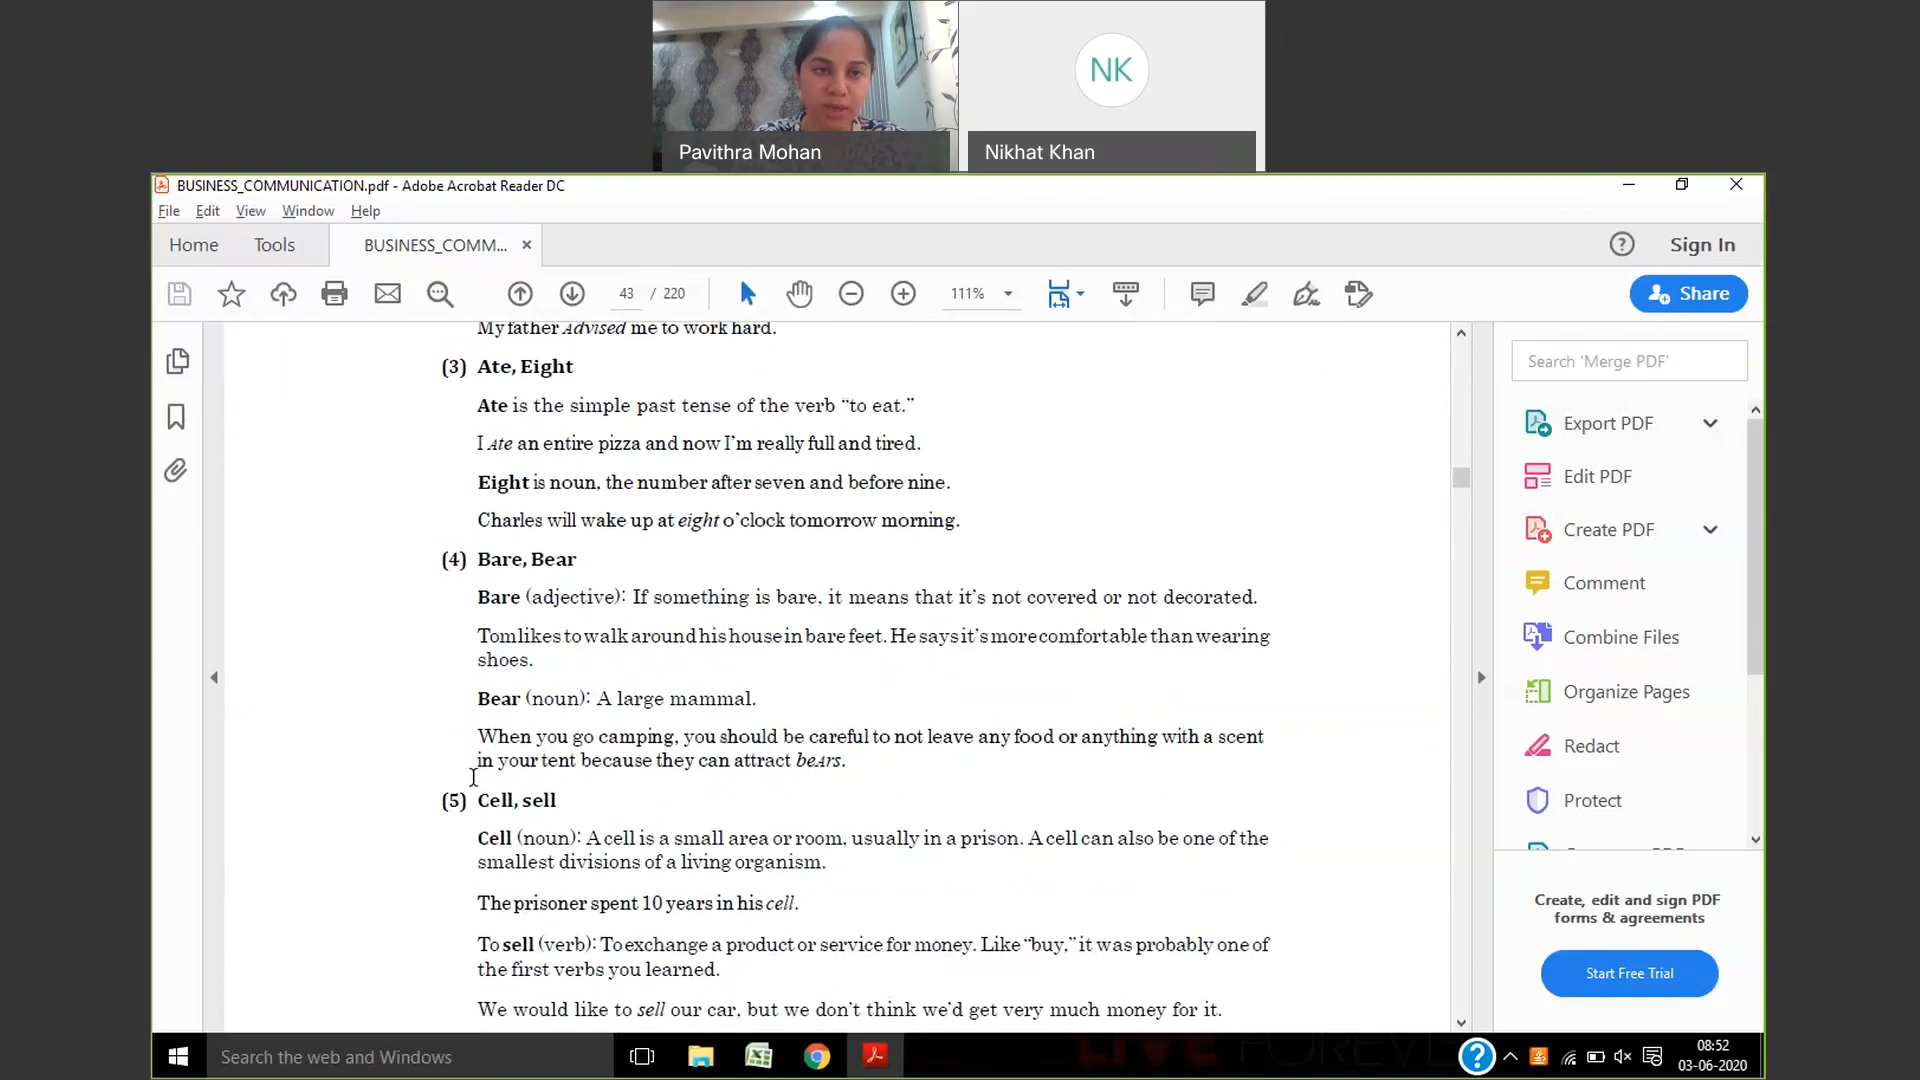 NK
Pavithra Mohan
Nikhat Khan
BUSINESS_COMMUNICATION.pdf - Adobe Acrobat Reader DC
File Edit View Window Help
Home Tools BUSINESS_COMM... × Sign In
43 / 220 111% Share
My father Advised me to work hard.
(3) Ate, Eight
Ate is the simple past tense of the verb “to eat.”
I Ate an entire pizza and now I’m really full and tired.
Eight is noun, the number after seven and before nine.
Charles will wake up at eight o’clock tomorrow morning.
(4) Bare, Bear
Bare (adjective): If something is bare, it means that it’s not covered or not decorated.
Tom likes to walk around his house in bare feet. He says it’s more comfortable than wearing
shoes.
Bear (noun): A large mammal.
When you go camping, you should be careful to not leave any food or anything with a scent
in your tent because they can attract beArs.
(5) Cell, sell
Cell (noun): A cell is a small area or room, usually in a prison. A cell can also be one of the
smallest divisions of a living organism.
The prisoner spent 10 years in his cell.
To sell (verb): To exchange a product or service for money. Like “buy,” it was probably one of
the first verbs you learned.
We would like to sell our car, but we don’t think we’d get very much money for it.
Search 'Merge PDF'
Export PDF
Edit PDF
Create PDF
Comment
Combine Files
Organize Pages
Redact
Protect
Create, edit and sign PDF
forms & agreements
Start Free Trial
Search the web and Windows
08:52
03-06-2020